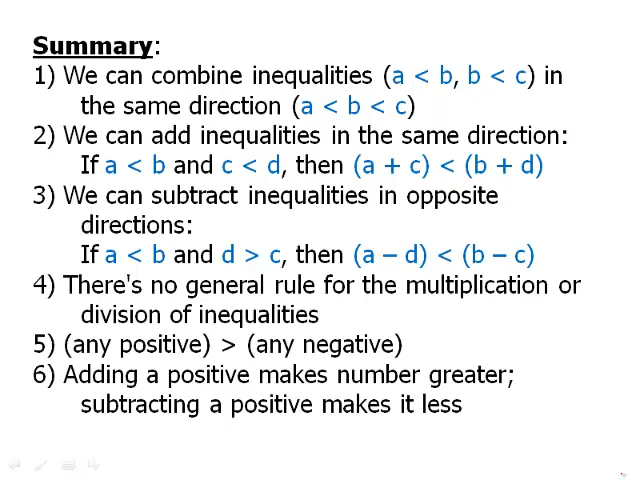 Summary:
1) We can combine inequalities (a < b, b < c) in
the same direction (a < b < c)
2) We can add inequalities in the same direction:
If a < b and c < d, then (a + c) < (b + d)
3) We can subtract inequalities in opposite
directions:
If a < b and d > c, then (a – d) < (b – c)
4) There's no general rule for the multiplication or
division of inequalities
5) (any positive) > (any negative)
6) Adding a positive makes number greater;
subtracting a positive makes it less